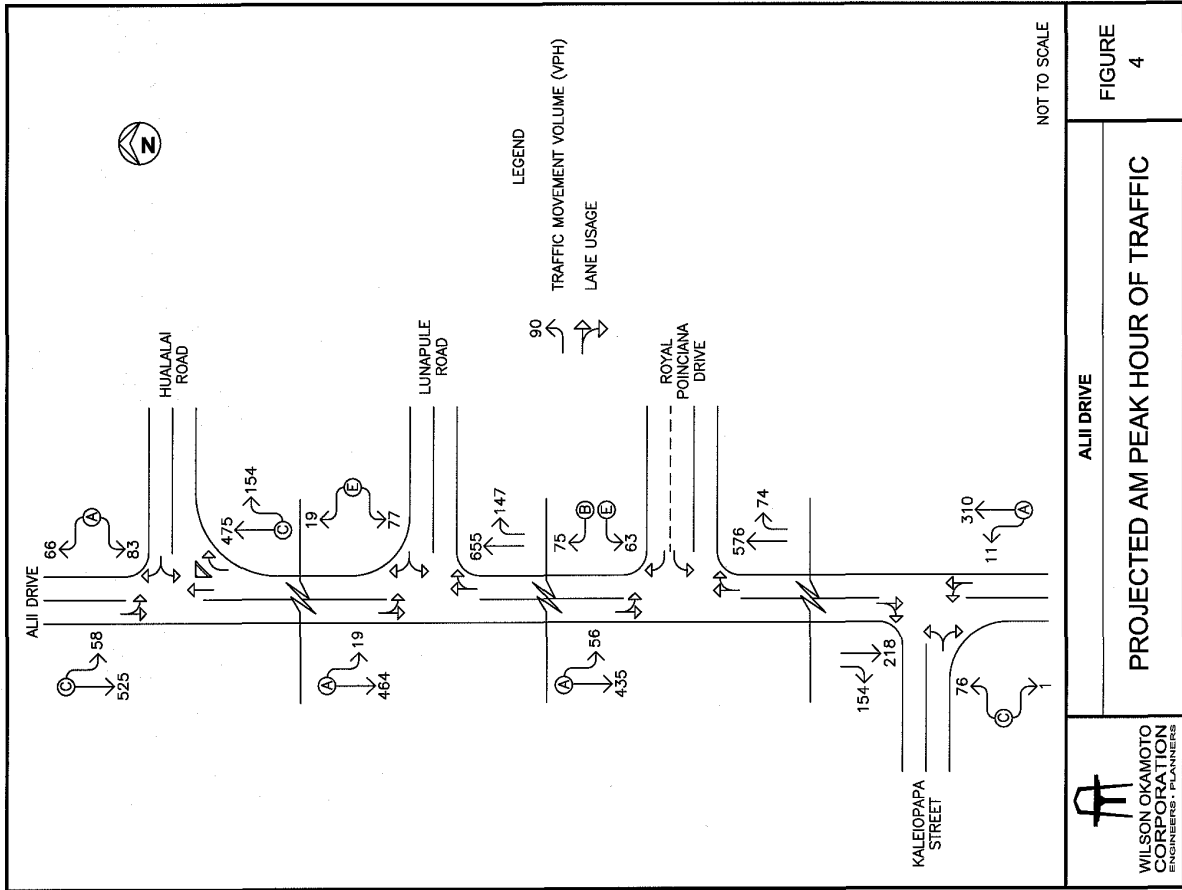 ALII DRIVE
N
66
A
83
C
58
525
HUALALAI
ROAD
475
154
C
19
E
77
A
19
464
LUNAPULE
ROAD
LEGEND
90
TRAFFIC MOVEMENT VOLUME (VPH)
LANE USAGE
655
147
75
B
E
63
A
56
435
ROYAL
POINCIANA
DRIVE
576
74
154
218
310
11
A
76
C
1
KALEIOPAPA
STREET
NOT TO SCALE
WILSON OKAMOTO
CORPORATION
ENGINEERS · PLANNERS
ALII DRIVE
PROJECTED AM PEAK HOUR OF TRAFFIC
FIGURE
4